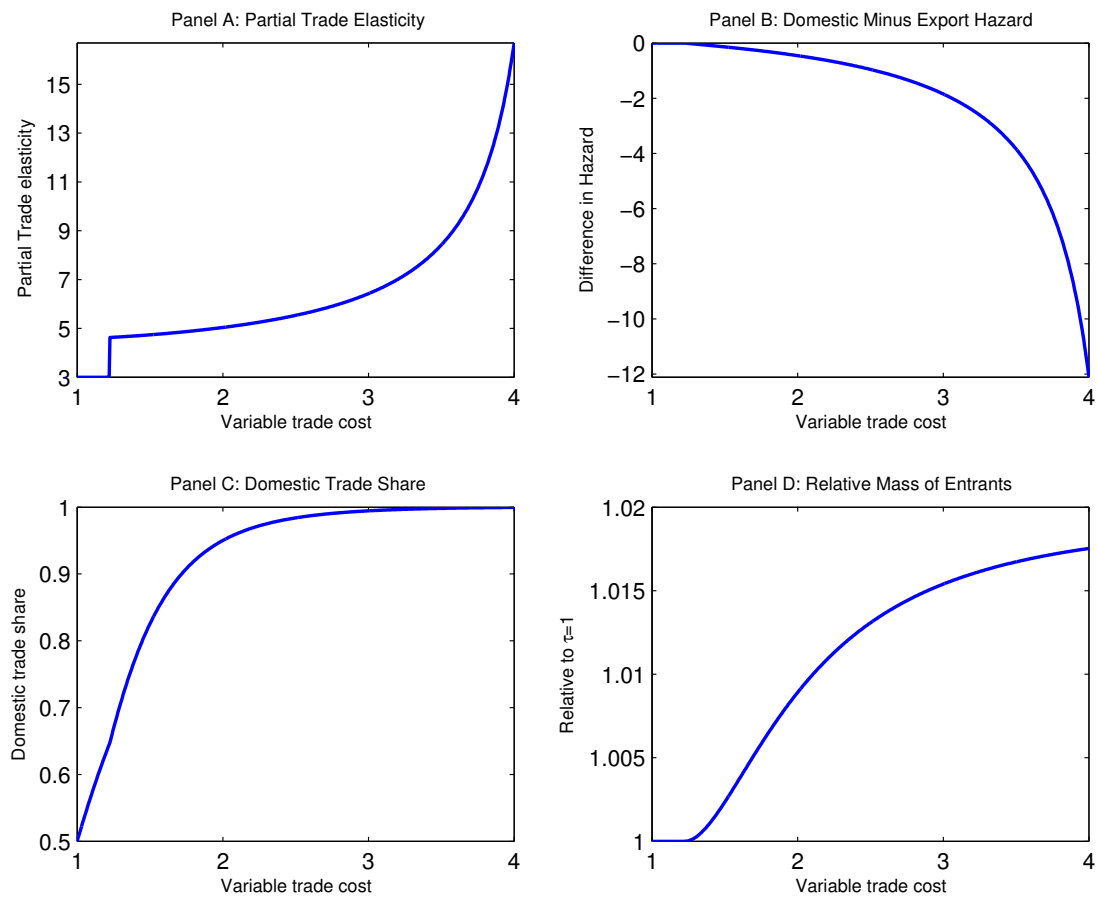 Panel A: Partial Trade Elasticity
Partial Trade elasticity
15
13
11
9
7
5
3
1 2 3 4
Variable trade cost
Panel B: Domestic Minus Export Hazard
Difference in Hazard
0
−2
−4
−6
−8
−10
−12
1 2 3 4
Variable trade cost
Panel C: Domestic Trade Share
Domestic trade share
1
0.9
0.8
0.7
0.6
0.5
1 2 3 4
Variable trade cost
Panel D: Relative Mass of Entrants
Relative to τ=1
1.02
1.015
1.01
1.005
1
1 2 3 4
Variable trade cost